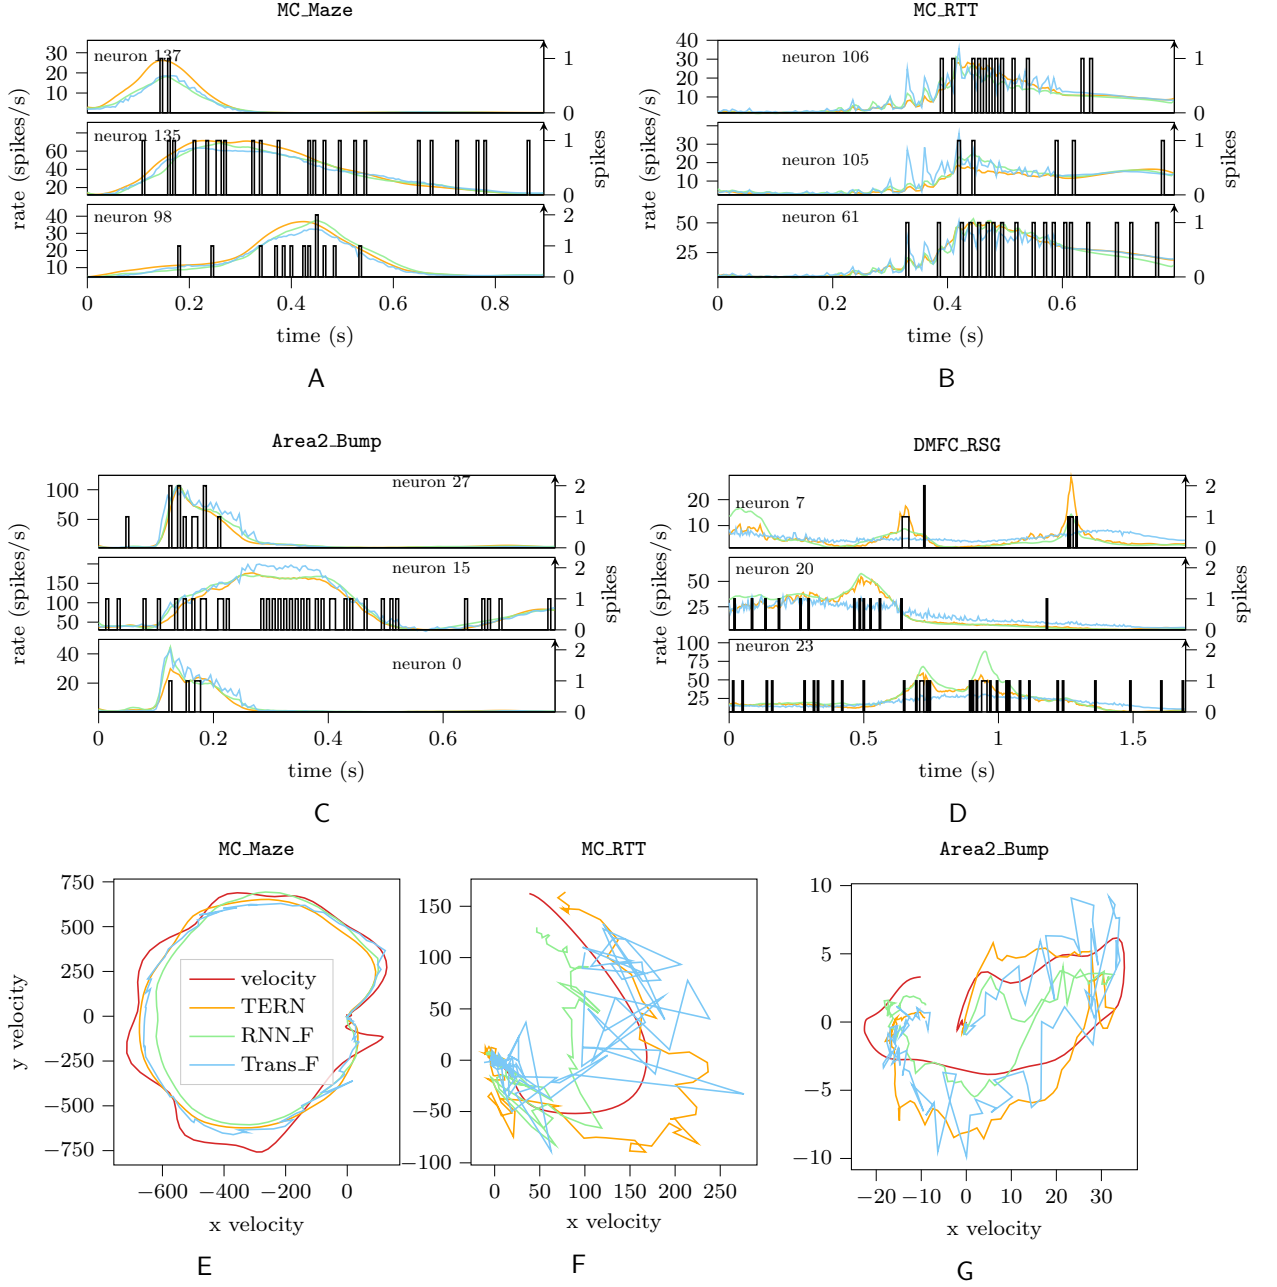 MC_Maze
neuron 137
30
20
10
1
0
neuron 135
60
40
20
1
0
neuron 98
40
30
20
10
2
1
0
rate (spikes/s)
spikes
0 0.2 0.4 0.6 0.8
time (s)
A
MC_RTT
neuron 106
40
30
20
10
1
0
neuron 105
30
20
10
1
0
neuron 61
50
25
1
0
rate (spikes/s)
spikes
0 0.2 0.4 0.6
time (s)
B
Area2_Bump
neuron 27
100
50
2
1
0
neuron 15
150
100
50
2
1
0
neuron 0
40
20
2
1
0
rate (spikes/s)
spikes
0 0.2 0.4 0.6
time (s)
C
DMFC_RSG
neuron 7
20
10
2
1
0
neuron 20
50
25
2
1
0
neuron 23
100
75
50
25
2
1
0
rate (spikes/s)
spikes
0 0.5 1 1.5
time (s)
D
MC_Maze
750
500
250
0
−250
−500
−750
y velocity
velocity
TERN
RNN_F
Trans_F
−600 −400 −200 0
x velocity
E
MC_RTT
150
100
50
0
−50
−100
0 50 100 150 200 250
x velocity
F
Area2_Bump
10
5
0
−5
−10
−20 −10 0 10 20 30
x velocity
G